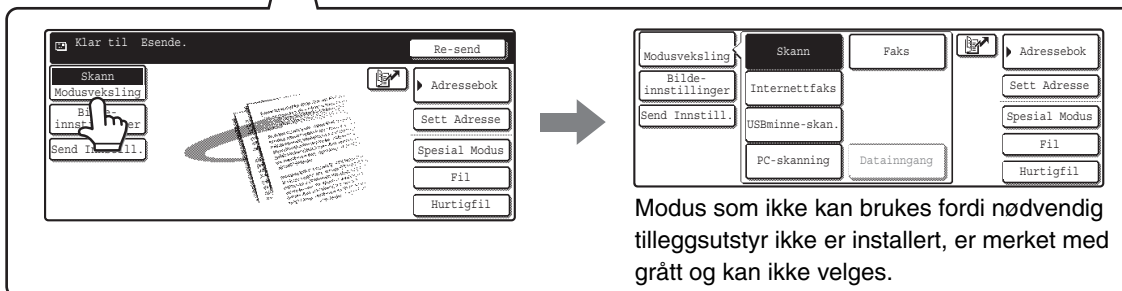 Klar til Esende.
Re-send
Skann
Modusveksling
Send
Adressebok
Sett Adresse
Spesial Modus
Fil
Hurtigfil
Modusveksling
Bilde-
innstillinger
Send Innstill.
Skann
Faks
Internettfaks
USBminne-skan.
PC-skanning
Datainngang
Adressebok
Sett Adresse
Spesial Modus
Fil
Hurtigfil
Modus som ikke kan brukes fordi nødvendig
tilleggsutstyr ikke er installert, er merket med
grått og kan ikke velges.